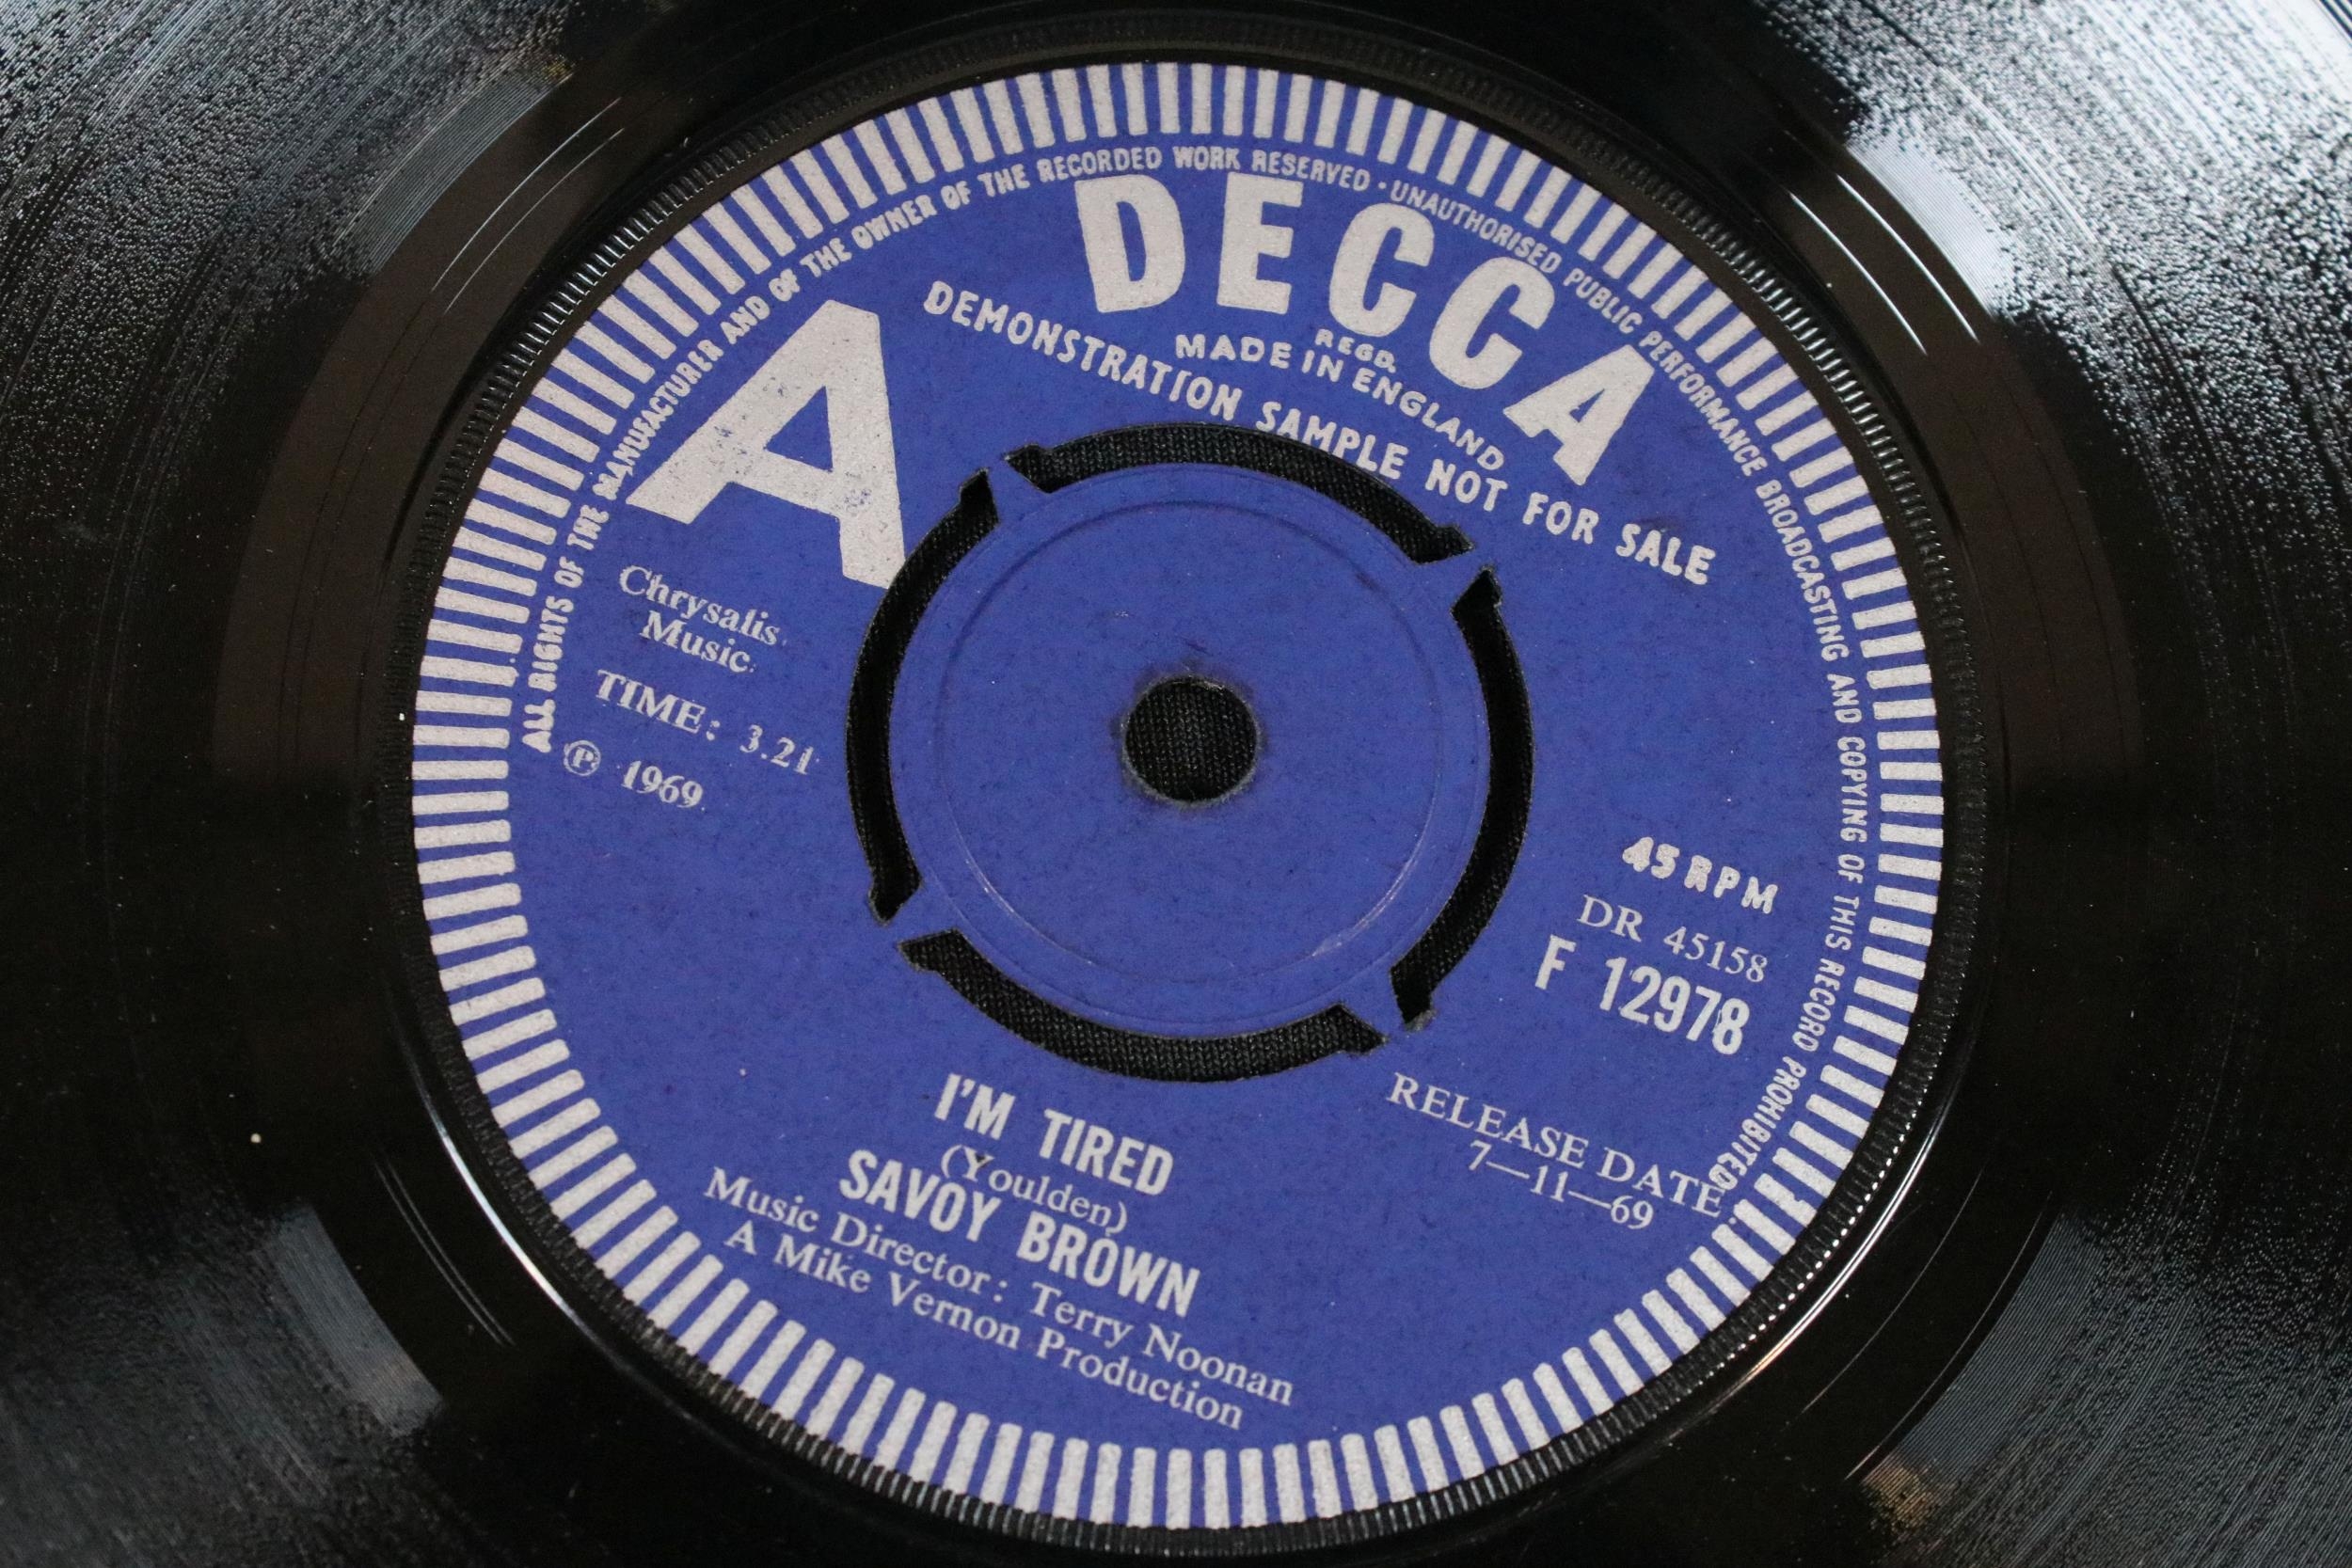 ALL RIGHTS OF THE MANUFACTURER AND OF THE OWNER OF THE RECORDED WORK RESERVED • UNAUTHORISED PUBLIC PERFORMANCE BROADCASTING AND COPYING OF THIS RECORD PROHIBITED
DECCA
REGD.
MADE IN ENGLAND
DEMONSTRATION SAMPLE NOT FOR SALE
A
Chrysalis
Music
TIME: 3.21
Ⓟ 1969
45 RPM
DR 45158
F 12978
RELEASE DATE
7—11—69
I'M TIRED
(Youlden)
SAVOY BROWN
Music Director: Terry Noonan
A Mike Vernon Production